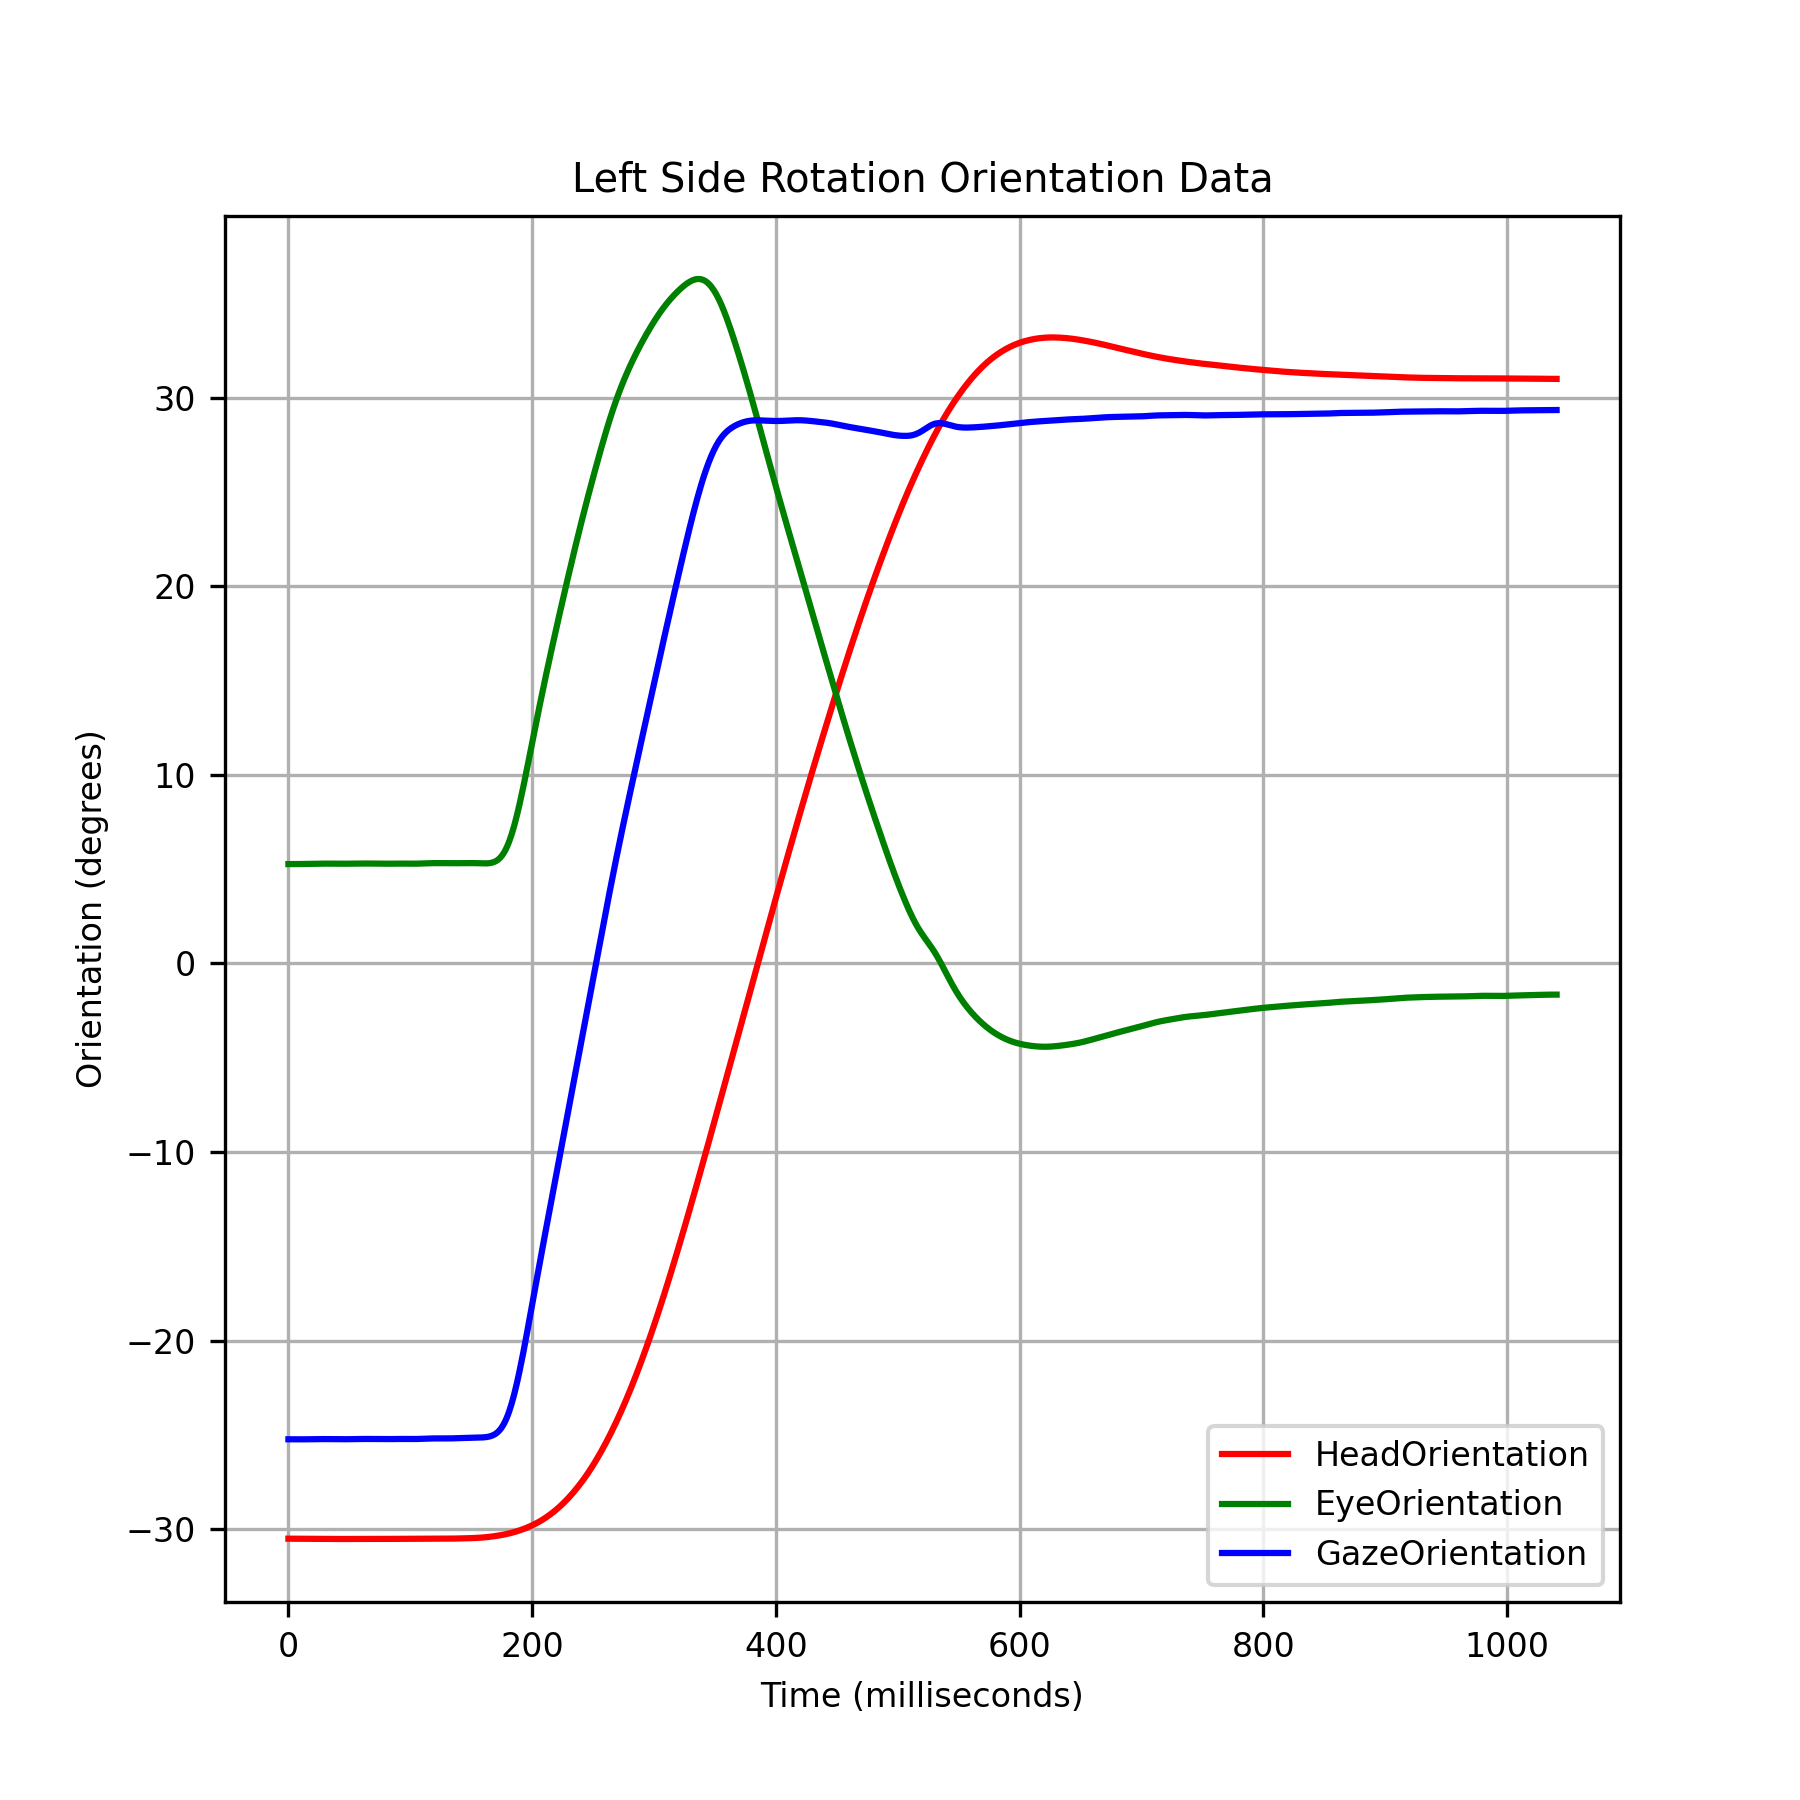 Left Side Rotation Orientation Data
Orientation (degrees)
30
20
10
0
−10
−20
−30
0 200 400 600 800 1000
Time (milliseconds)
HeadOrientation
EyeOrientation
GazeOrientation